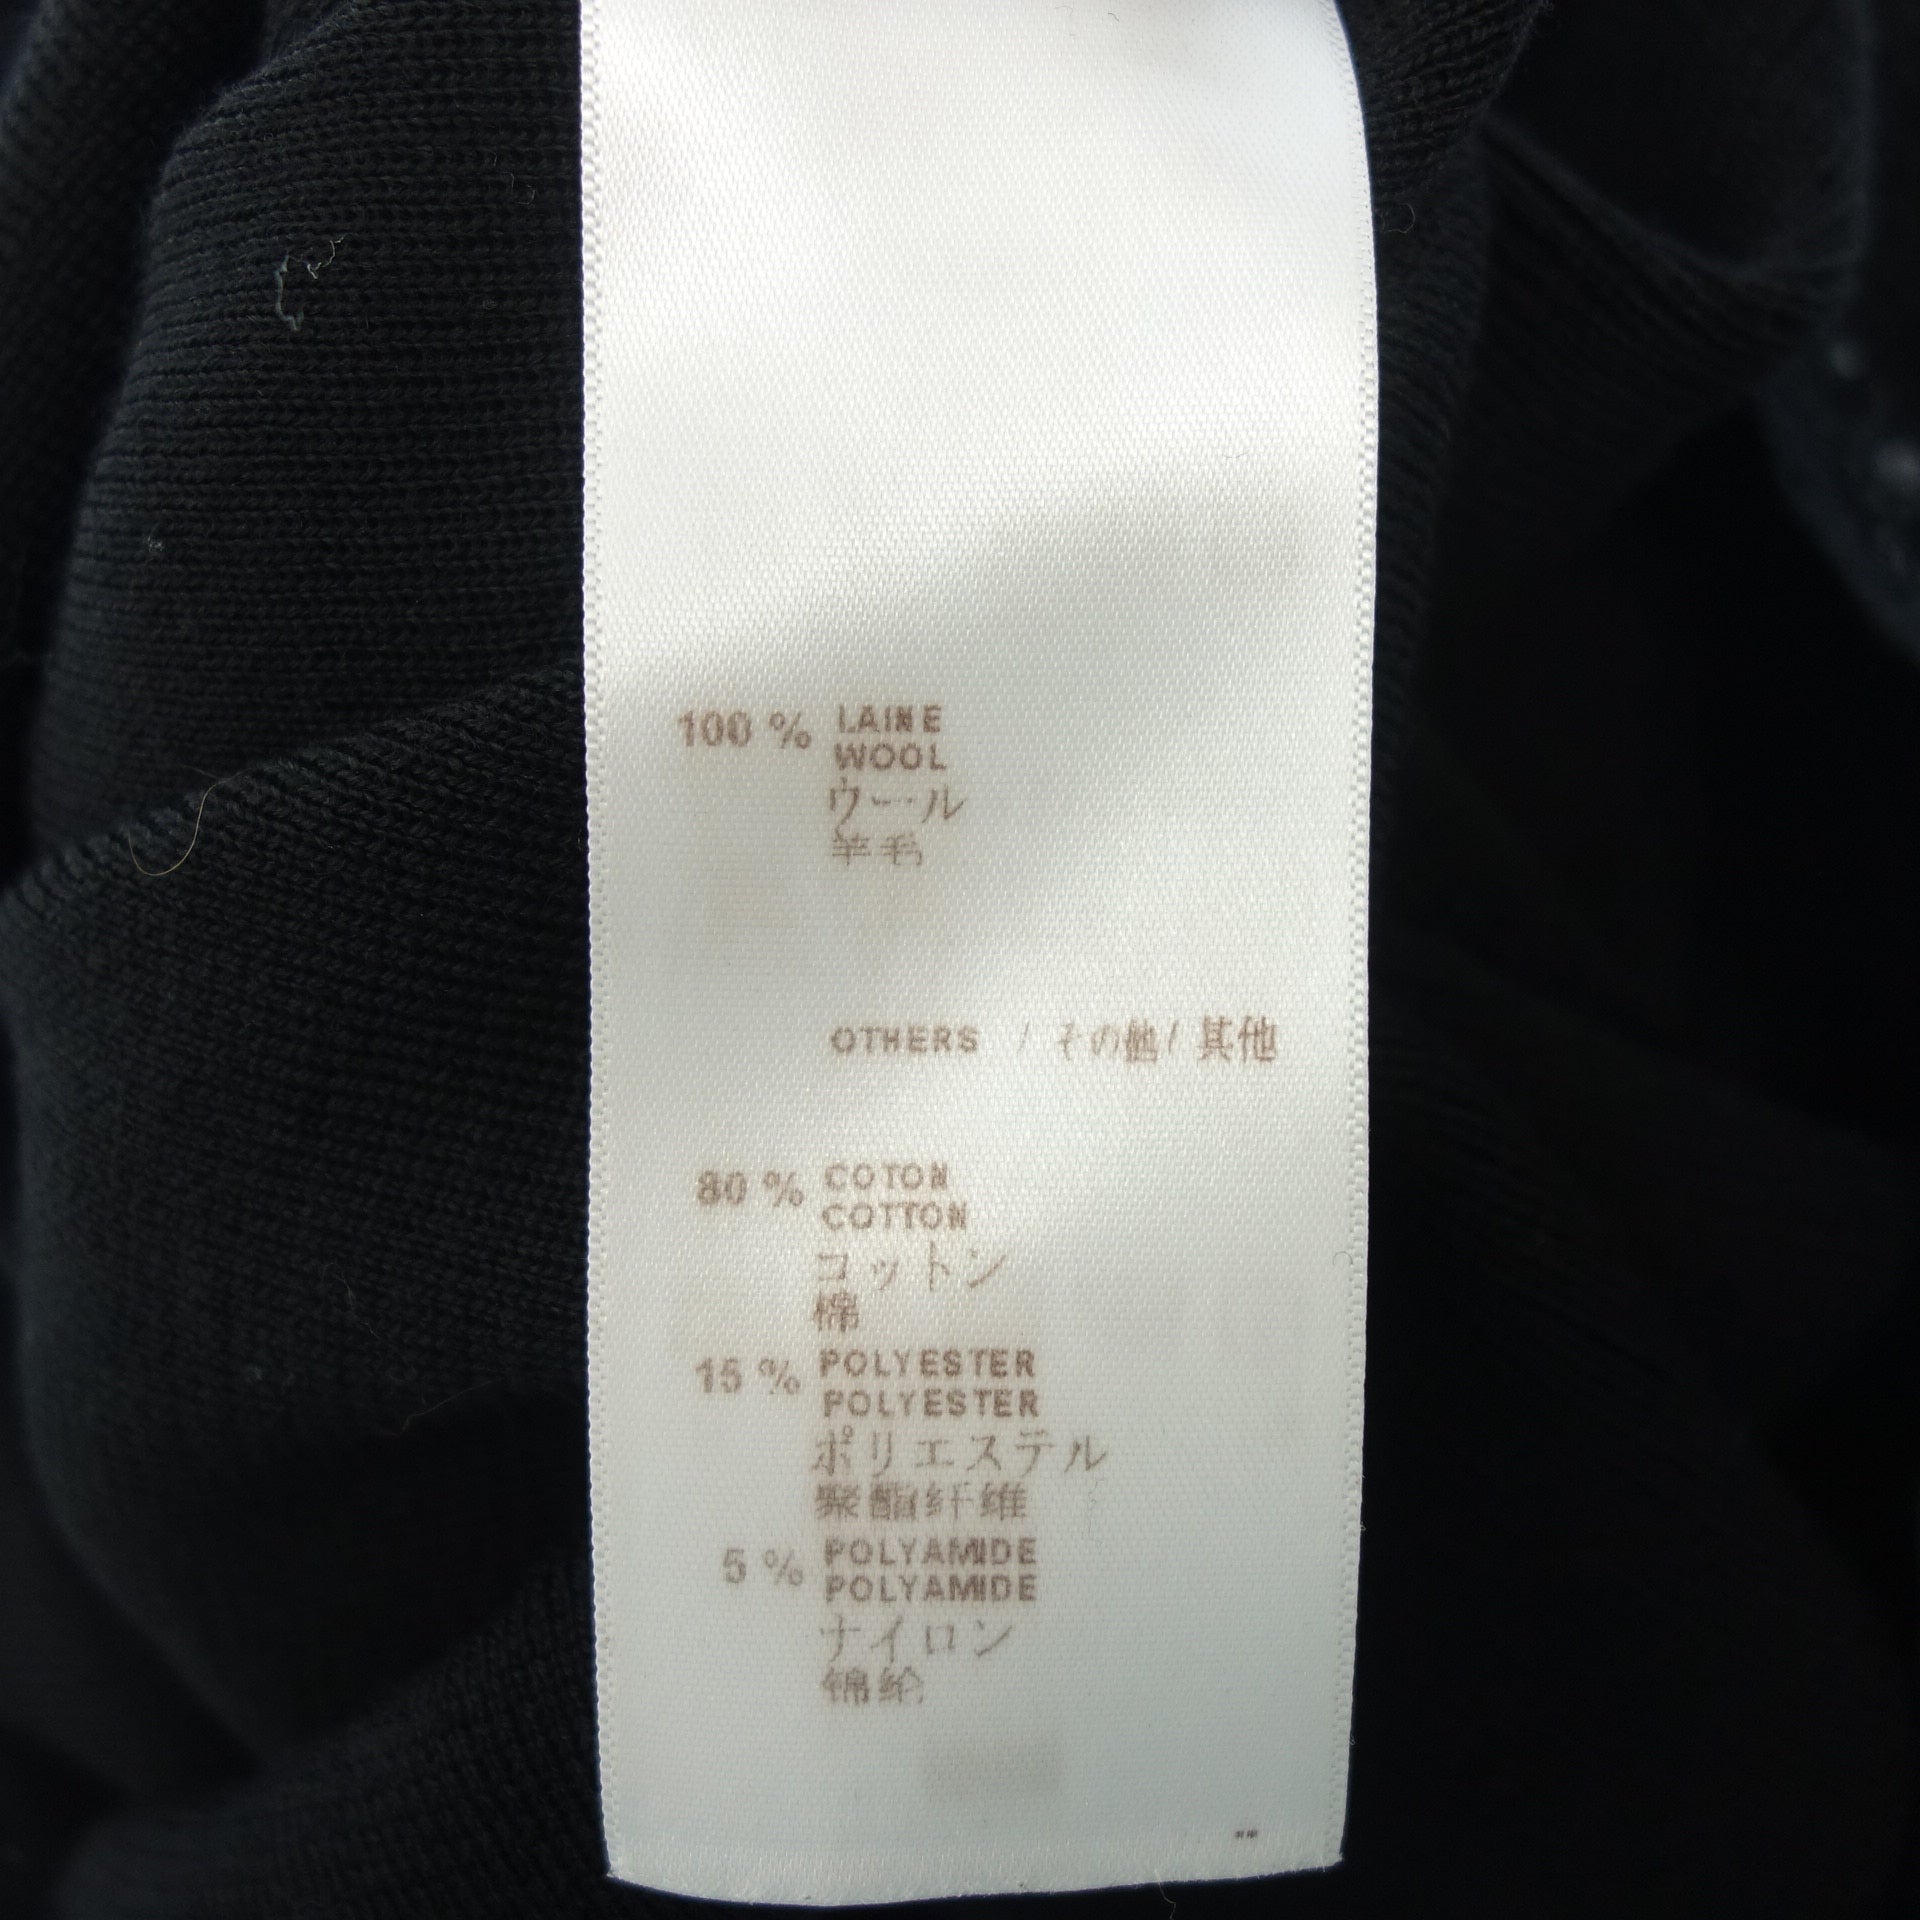 100 % LAINE
WOOL
ウール
羊毛
OTHERS / その他 / 其他
80 % COTON
COTTON
コットン
棉
15 % POLYESTER
POLYESTER
ポリエステル
聚酯纤维
5 % POLYAMIDE
POLYAMIDE
ナイロン
锦纶